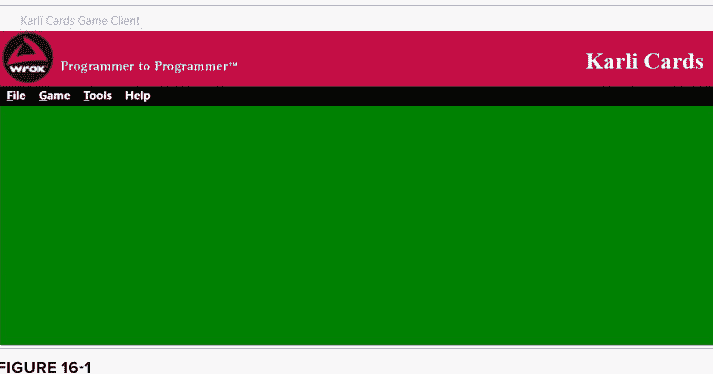 Karli Cards Game Client
wrox
Programmer to Programmer™
Karli Cards
File Game Tools Help
FIGURE 16-1